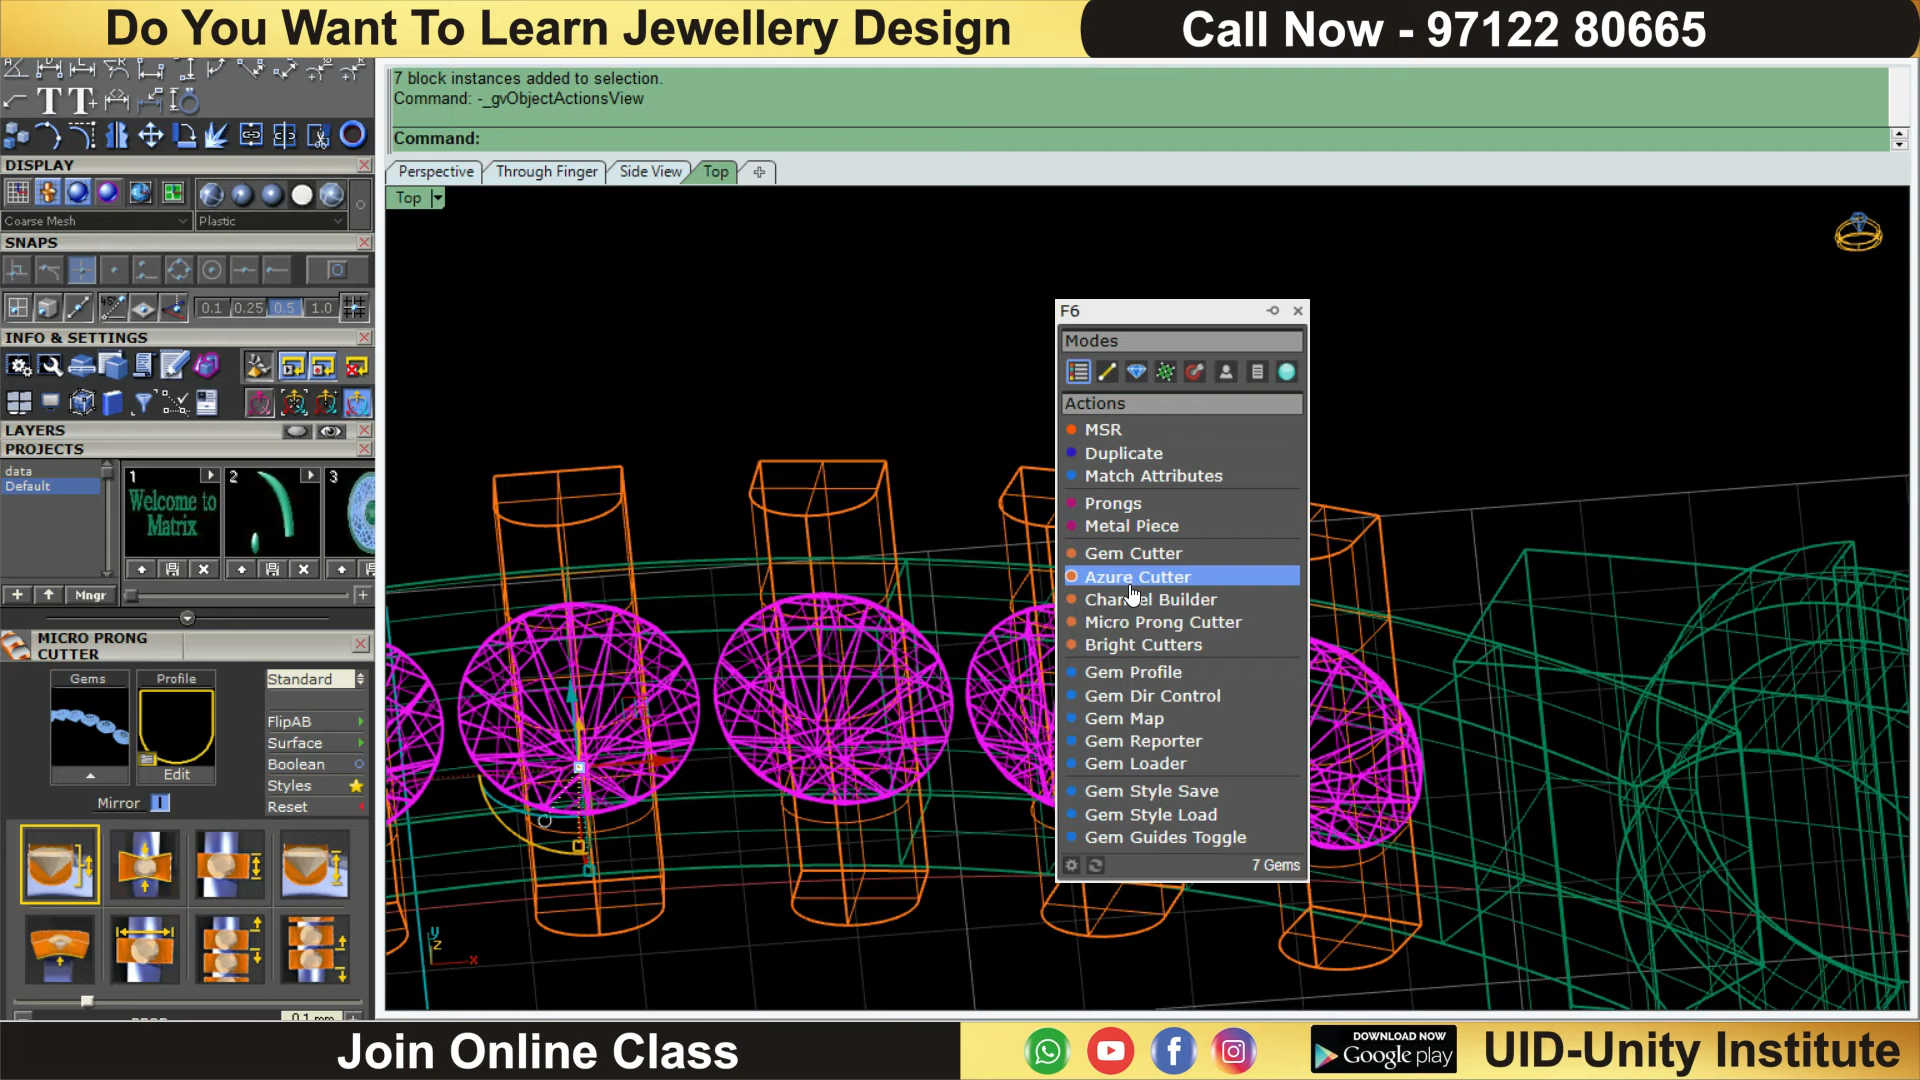 Do You Want To Learn Jewellery Design
Call Now - 97122 80665
7 block instances added to selection.
Command: -_gvObjectActionsView
Command:
Perspective
Through Finger
Side View
Top
Top
DISPLAY
Coarse Mesh
Plastic
SNAPS
0.1
0.25
0.5
1.0
INFO & SETTINGS
LAYERS
PROJECTS
data
Default
1
Welcome to
Matrix
2
3
Mngr
MICRO PRONG
CUTTER
Gems
Profile
Standard
Edit
FlipAB
Surface
Boolean
Styles
Reset
Mirror
F6
Modes
Actions
MSR
Duplicate
Match Attributes
Prongs
Metal Piece
Gem Cutter
Azure Cutter
Channel Builder
Micro Prong Cutter
Bright Cutters
Gem Profile
Gem Dir Control
Gem Map
Gem Reporter
Gem Loader
Gem Style Save
Gem Style Load
Gem Guides Toggle
7 Gems
y
z
x
Join Online Class
DOWNLOAD NOW
Google play
UID-Unity Institute